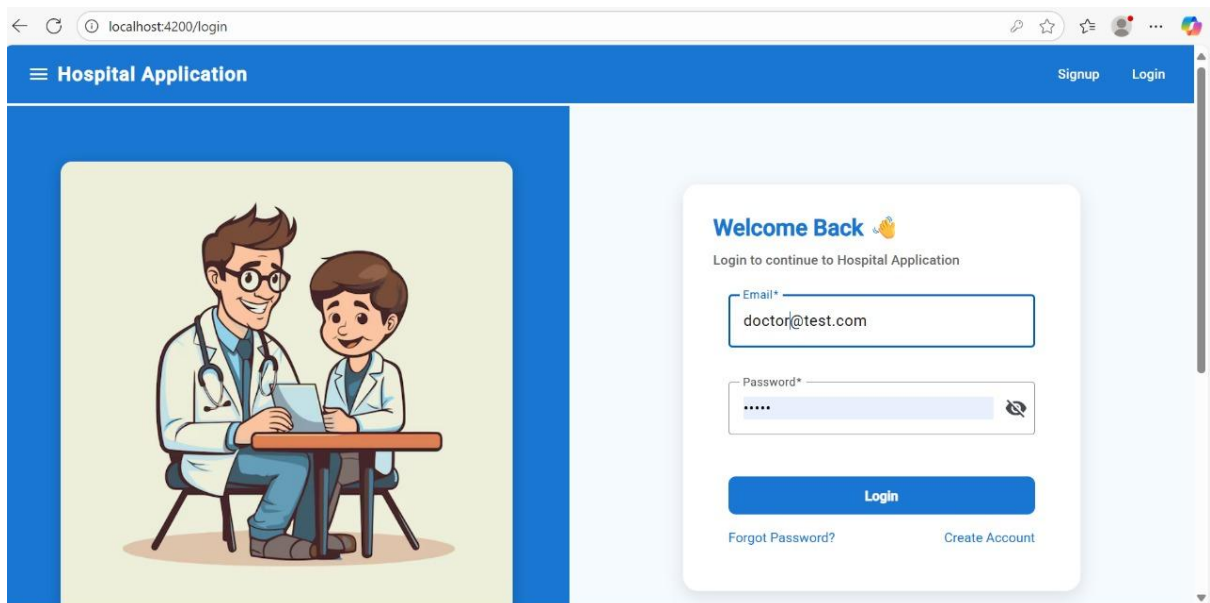 localhost:4200/login
Hospital Application
Signup Login
Welcome Back 👋
Login to continue to Hospital Application
Email*
doctor@test.com
Password*
•••••
Login
Forgot Password? Create Account